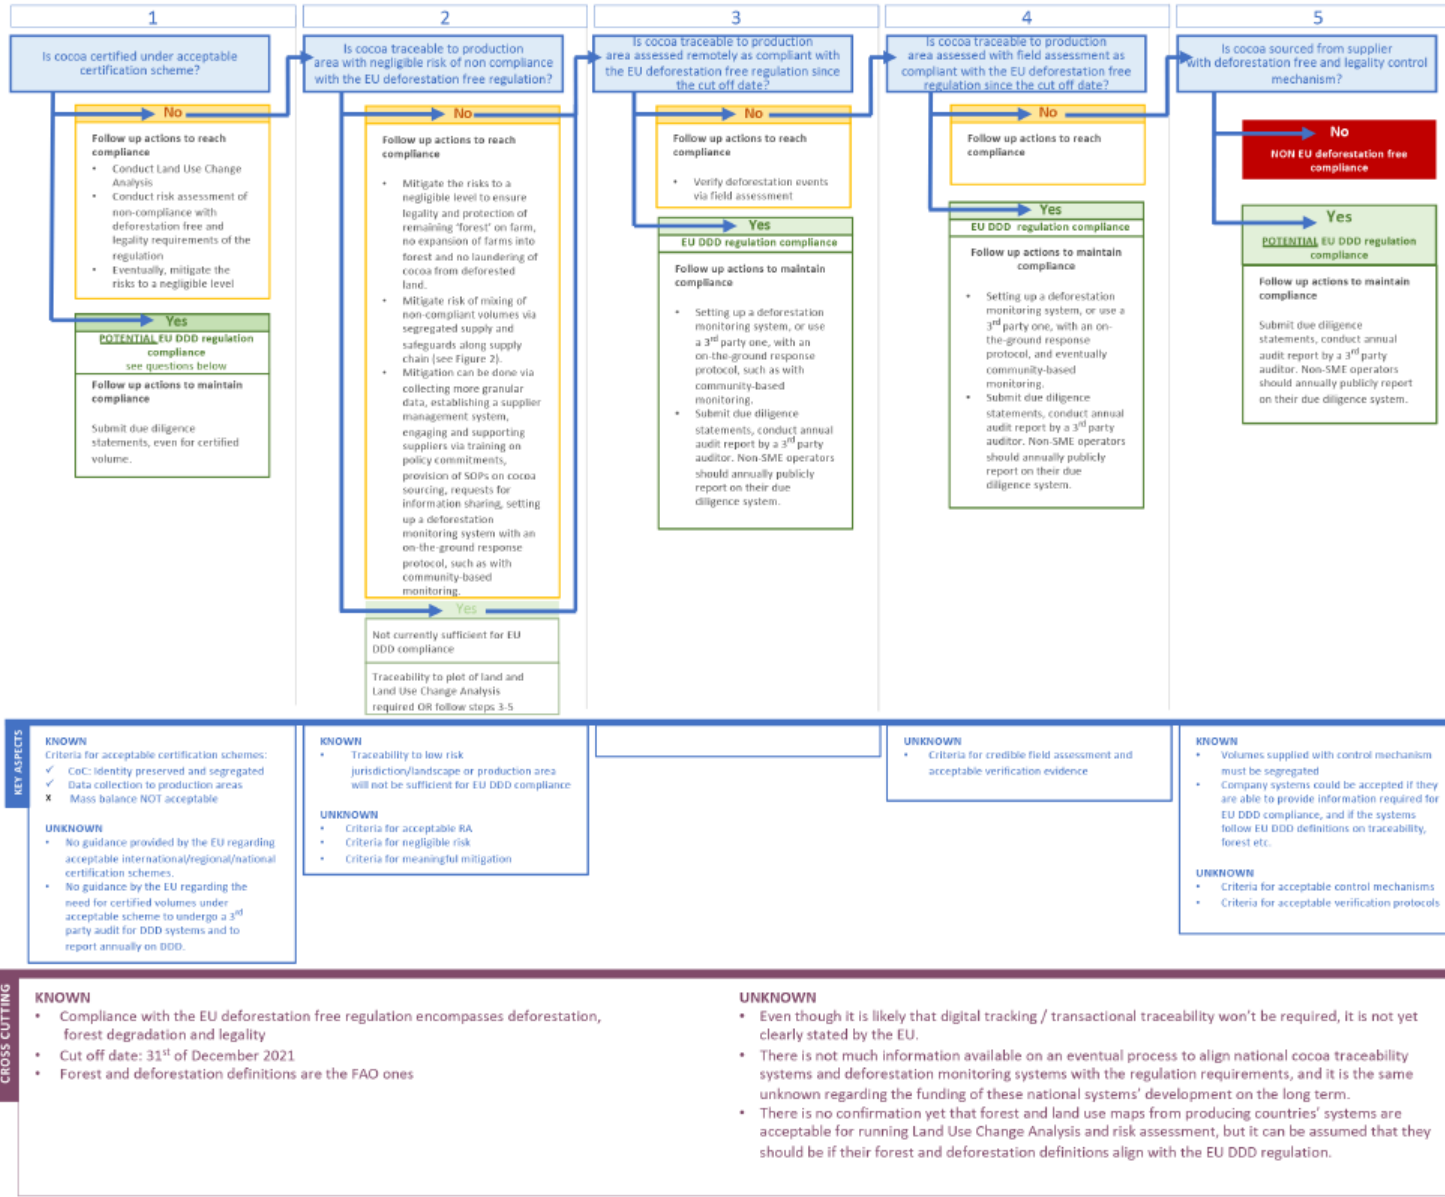 1
Is cocoa certified under acceptable
certification scheme?
No
Follow up actions to reach
compliance
• Conduct Land Use Change
Analysis
• Conduct risk assessment of
non-compliance with
deforestation free and
legality requirements of the
regulation
• Eventually, mitigate the
risks to a negligible level
Yes
POTENTIAL EU DDD regulation
compliance
see questions below
Follow up actions to maintain
compliance
Submit due diligence
statements, even for certified
volume.
2
Is cocoa traceable to production
area with negligible risk of non compliance
with the EU deforestation free regulation?
No
Follow up actions to reach
compliance
• Mitigate the risks to a
negligible level to ensure
legality and protection of
remaining 'forest' on farm,
no expansion of farms into
forest and no laundering of
cocoa from deforested
land.
• Mitigate risk of mixing of
non-compliant volumes via
segregated supply and
safeguards along supply
chain (see Figure 2).
• Mitigation can be done via
collecting more granular
data, establishing a supplier
management system,
engaging and supporting
suppliers via training on
policy commitments,
provision of SOPs on cocoa
sourcing, requests for
information sharing, setting
up a deforestation
monitoring system with an
on-the-ground response
protocol, such as with
community-based
monitoring.
Yes
Not currently sufficient for EU
DDD compliance
Traceability to plot of land and
Land Use Change Analysis
required OR follow steps 3-5
3
Is cocoa traceable to production
area assessed remotely as compliant with
the EU deforestation free regulation since
the cut off date?
No
Follow up actions to reach
compliance
• Verify deforestation events
via field assessment
Yes
EU DDD regulation compliance
Follow up actions to maintain
compliance
• Setting up a deforestation
monitoring system, or use
a 3rd party one, with an
on-the-ground response
protocol, such as with
community-based
monitoring.
• Submit due diligence
statements, conduct annual
audit report by a 3rd party
auditor. Non-SME operators
should annually publicly
report on their due
diligence system.
4
Is cocoa traceable to production
area assessed with field assessment as
compliant with the EU deforestation free
regulation since the cut off date?
No
Follow up actions to reach
compliance
Yes
EU DDD regulation compliance
Follow up actions to maintain
compliance
• Setting up a deforestation
monitoring system, or use a
3rd party one, with an on-
the-ground response
protocol, and eventually
community-based
monitoring.
• Submit due diligence
statements, conduct annual
audit report by a 3rd party
auditor. Non-SME operators
should annually publicly
report on their due
diligence system.
5
Is cocoa sourced from supplier
with deforestation free and legality control
mechanism?
No
NON EU deforestation free
compliance
Yes
POTENTIAL EU DDD regulation
compliance
Follow up actions to maintain
compliance
Submit due diligence
statements, conduct annual
audit report by a 3rd party
auditor. Non-SME operators
should annually publicly report
on their due diligence system.
KEY ASPECTS
KNOWN
Criteria for acceptable certification schemes:
✓ CoC: Identity preserved and segregated
✓ Data collection to production areas
x Mass balance NOT acceptable
UNKNOWN
• No guidance provided by the EU regarding
acceptable international/regional/national
certification schemes.
• No guidance by the EU regarding the
need for certified volumes under
acceptable scheme to undergo a 3rd
party audit for DDD systems and to
report annually on DDD.
KNOWN
• Traceability to low risk
jurisdiction/landscape or production area
will not be sufficient for EU DDD compliance
UNKNOWN
• Criteria for acceptable RA
• Criteria for negligible risk
• Criteria for meaningful mitigation
UNKNOWN
• Criteria for credible field assessment and
acceptable verification evidence
KNOWN
• Volumes supplied with control mechanism
must be segregated
• Company systems could be accepted if they
are able to provide information required for
EU DDD compliance, and if the systems
follow EU DDD definitions on traceability,
forest etc.
UNKNOWN
• Criteria for acceptable control mechanisms
• Criteria for acceptable verification protocols
CROSS CUTTING
KNOWN
• Compliance with the EU deforestation free regulation encompasses deforestation,
forest degradation and legality
• Cut off date: 31st of December 2021
• Forest and deforestation definitions are the FAO ones
UNKNOWN
• Even though it is likely that digital tracking / transactional traceability won't be required, it is not yet
clearly stated by the EU.
• There is not much information available on an eventual process to align national cocoa traceability
systems and deforestation monitoring systems with the regulation requirements, and it is the same
unknown regarding the funding of these national systems' development on the long term.
• There is no confirmation yet that forest and land use maps from producing countries' systems are
acceptable for running Land Use Change Analysis and risk assessment, but it can be assumed that they
should be if their forest and deforestation definitions align with the EU DDD regulation.